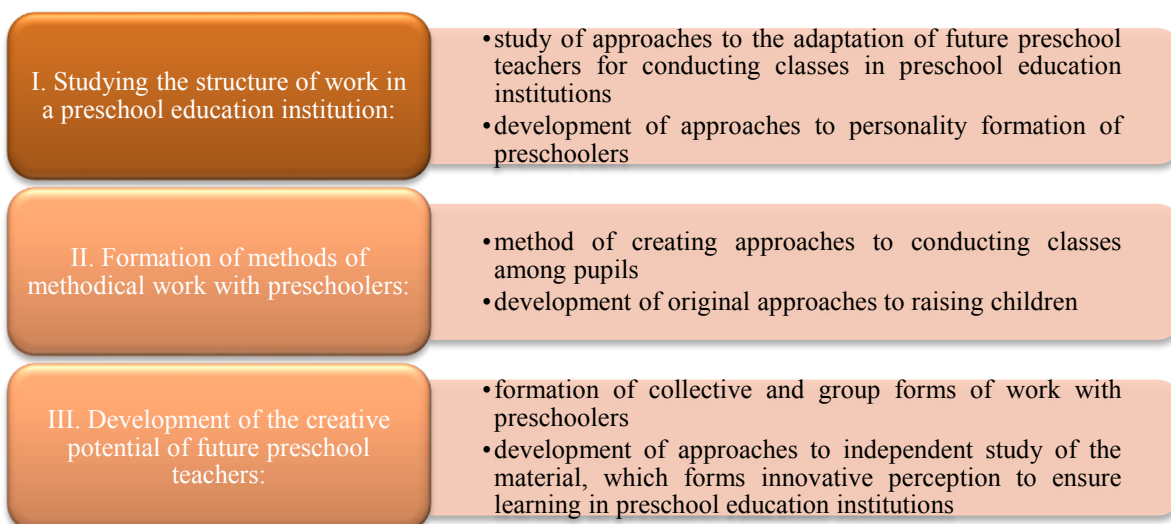 I. Studying the structure of work in
a preschool education institution:
•study of approaches to the adaptation of future preschool
teachers for conducting classes in preschool education
institutions
•development of approaches to personality formation of
preschoolers
II. Formation of methods of
methodical work with preschoolers:
•method of creating approaches to conducting classes
among pupils
•development of original approaches to raising children
III. Development of the creative
potential of future preschool
teachers:
•formation of collective and group forms of work with
preschoolers
•development of approaches to independent study of the
material, which forms innovative perception to ensure
learning in preschool education institutions